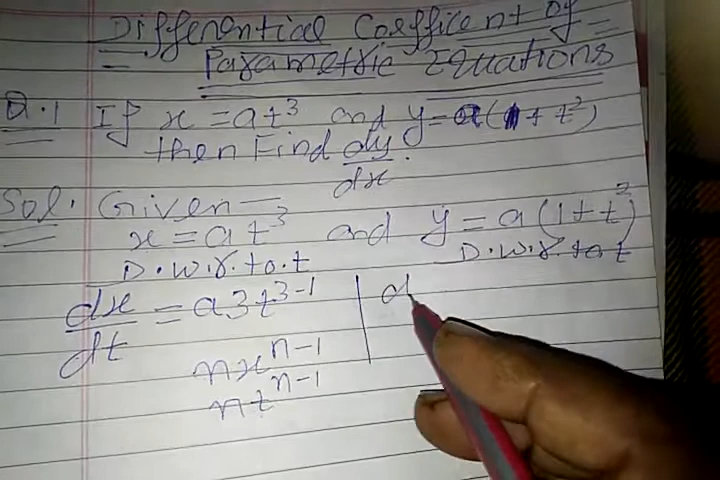 Differential Coefficent of
Parametric Equations
Q.1 If x = at³ and y = a(1 + t²)
then Find dy/dx.
Sol. Given —
x = at³ and y = a(1 + t²)
D.w.r.to.t D.w.r.to t
dx/dt = a3t³⁻¹ d
nxⁿ⁻¹
ntⁿ⁻¹